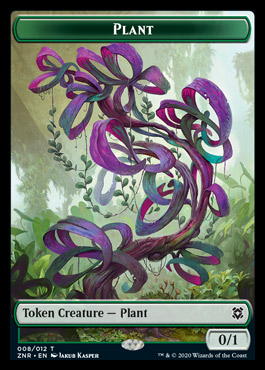 Plant
Token Creature — Plant
0/1
008/012 T
ZNR • EN Jakub Kasper
™ & © 2020 Wizards of the Coast